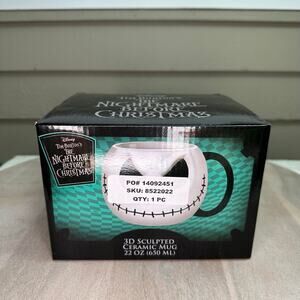 Disney
TIM BURTON'S
THE
NIGHTMARE
BEFORE
CHRISTMAS
Disney
TIM BURTON'S
THE
NIGHTMARE
BEFORE
CHRISTMAS
PO# 14092451
SKU: 8522022
QTY: 1 PC
3D SCULPTED
CERAMIC MUG
22 OZ (650 ML)